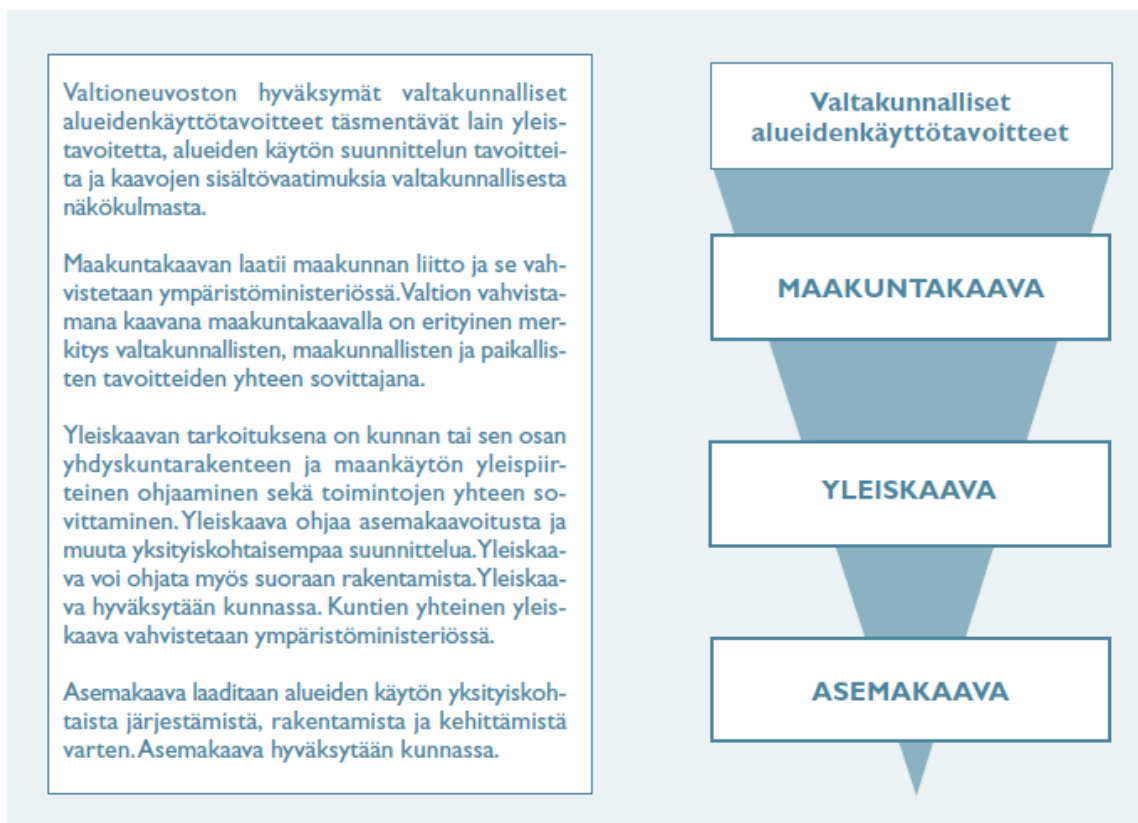 Valtioneuvoston hyväksymät valtakunnalliset
alueidenkäyttötavoitteet täsmentävät lain yleis-
tavoitetta, alueiden käytön suunnittelun tavoittei-
ta ja kaavojen sisältövaatimuksia valtakunnallisesta
näkökulmasta.
Maakuntakaavan laatii maakunnan liitto ja se vah-
vistetaan ympäristöministeriössä.Valtion vahvista-
mana kaavana maakuntakaavalla on erityinen mer-
kitys valtakunnallisten, maakunnallisten ja paikallis-
ten tavoitteiden yhteen sovittajana.
Yleiskaavan tarkoituksena on kunnan tai sen osan
yhdyskuntarakenteen ja maankäytön yleispiir-
teinen ohjaaminen sekä toimintojen yhteen so-
vittaminen.Yleiskaava ohjaa asemakaavoitusta ja
muuta yksityiskohtaisempaa suunnittelua.Yleiskaa-
va voi ohjata myös suoraan rakentamista.Yleiskaa-
va hyväksytään kunnassa. Kuntien yhteinen yleis-
kaava vahvistetaan ympäristöministeriössä.
Asemakaava laaditaan alueiden käytön yksityiskoh-
taista järjestämistä, rakentamista ja kehittämistä
varten.Asemakaava hyväksytään kunnassa.
Valtakunnalliset
alueidenkäyttötavoitteet
MAAKUNTAKAAVA
YLEISKAAVA
ASEMAKAAVA